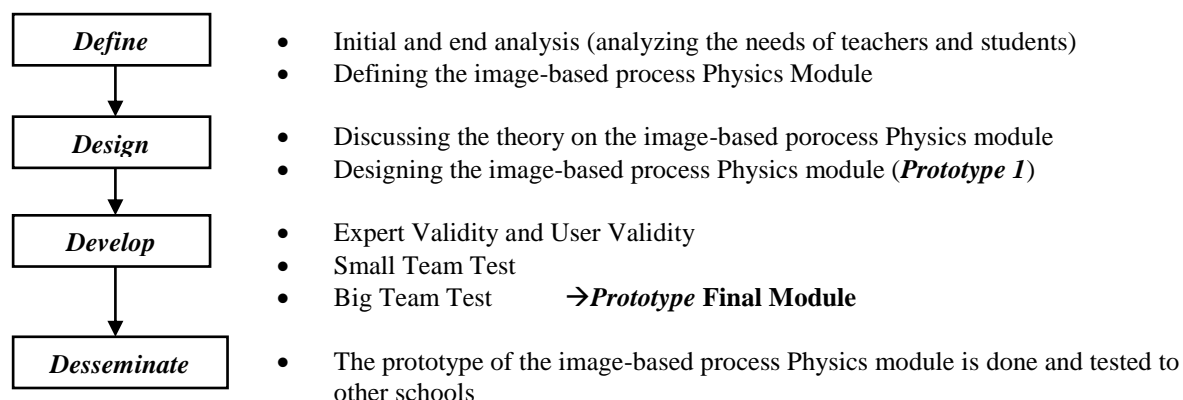 Define
• Initial and end analysis (analyzing the needs of teachers and students)
• Defining the image-based process Physics Module
Design
• Discussing the theory on the image-based porocess Physics module
• Designing the image-based process Physics module (Prototype 1)
Develop
• Expert Validity and User Validity
• Small Team Test
• Big Team Test →Prototype Final Module
Desseminate
• The prototype of the image-based process Physics module is done and tested to
other schools